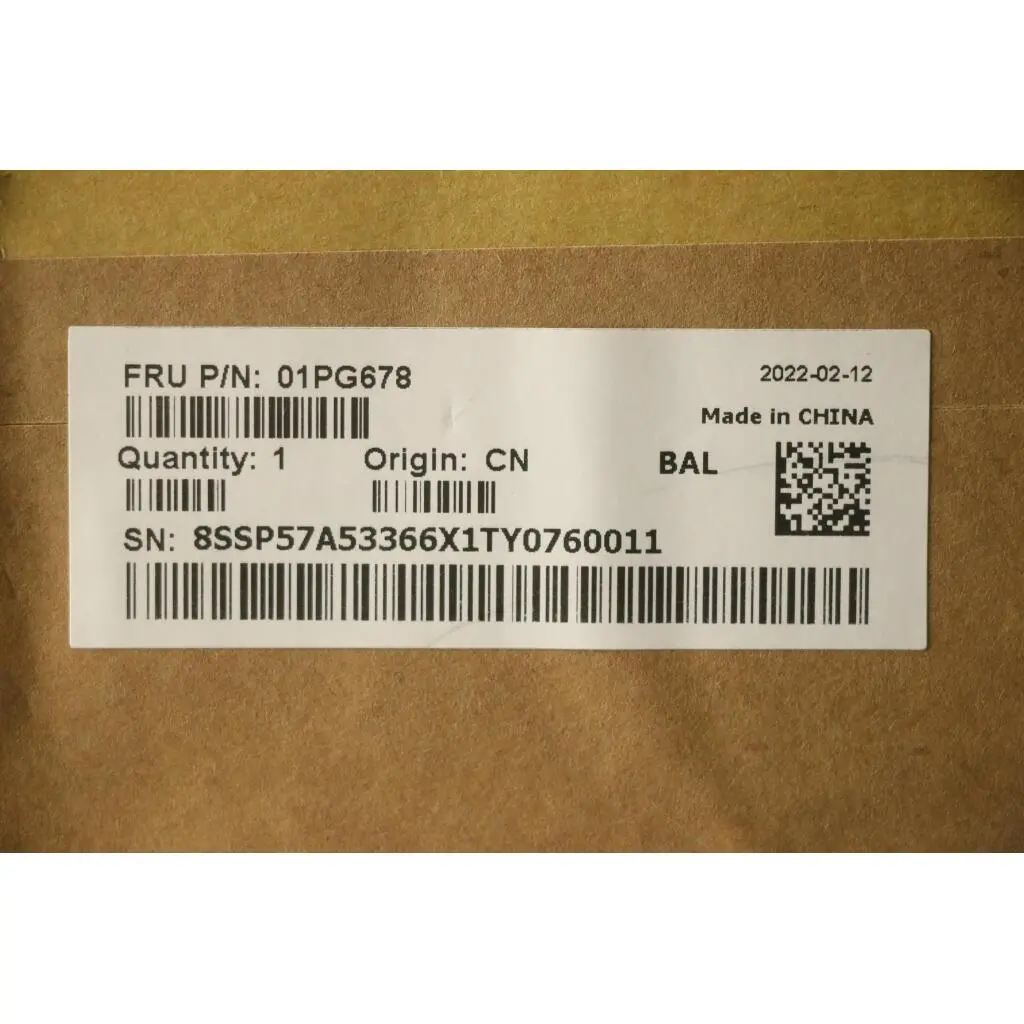 FRU P/N: 01PG678
2022-02-12
Made in CHINA
Quantity: 1 Origin: CN BAL
SN: 8SSP57A53366X1TY0760011